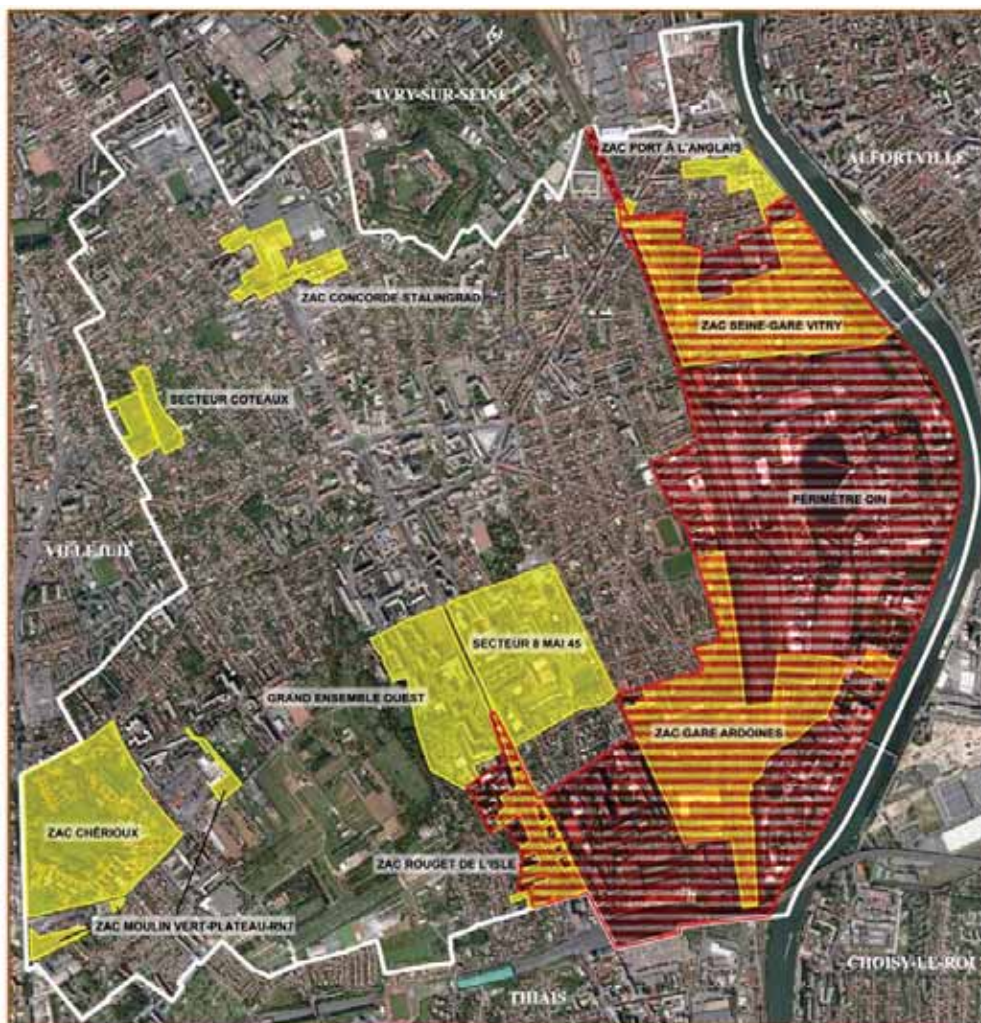 IVRY-SUR-SEINE
ZAC PORT À L'ANGLAIS
ALFORTVILLE
ZAC CONCORDE-STALINGRAD
ZAC SEINE-GARE VITRY
SECTEUR COTEAUX
PÉRIMÈTRE OIN
VILLEJUIF
SECTEUR 8 MAI 45
GRAND ENSEMBLE OUEST
ZAC GARE ARDOINES
ZAC CHÉRIOUX
ZAC ROUGET DE L'ISLE
ZAC MOULIN VERT-PLATEAU-RN7
CHOISY-LE-ROI
THIAIS